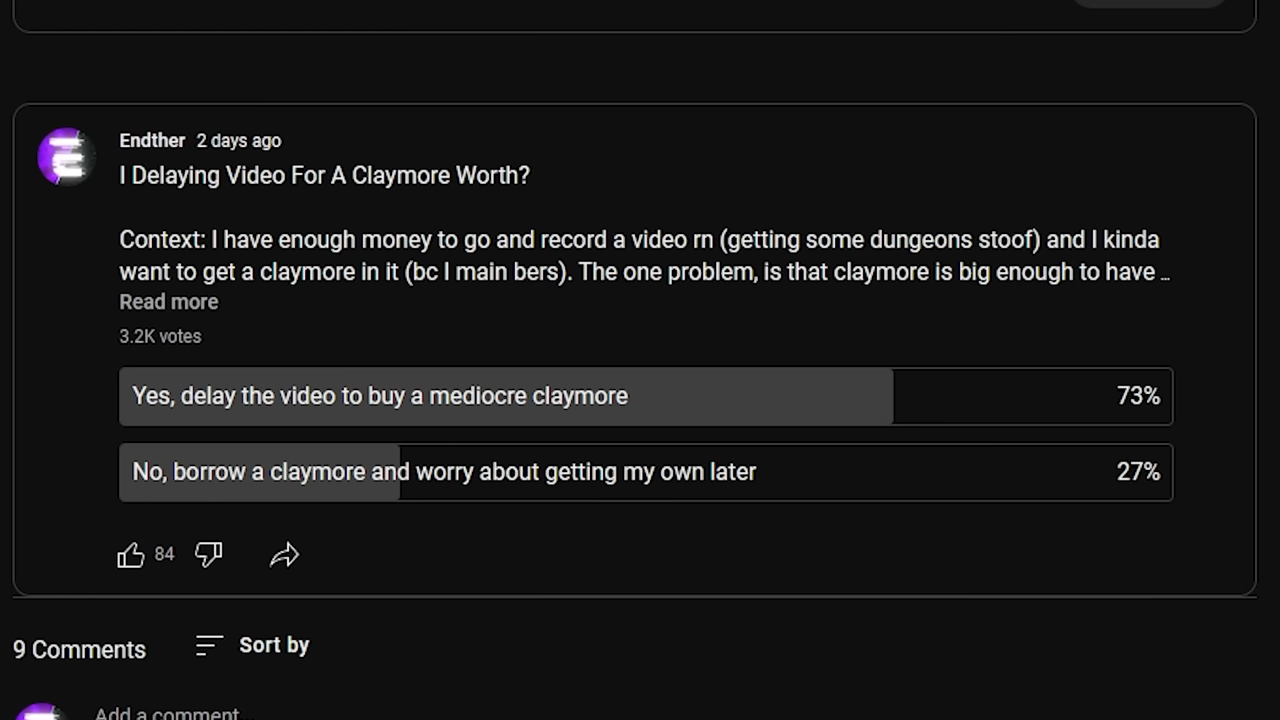 Endther 2 days ago
I Delaying Video For A Claymore Worth?
Context: I have enough money to go and record a video rn (getting some dungeons stoof) and I kinda
want to get a claymore in it (bc I main bers). The one problem, is that claymore is big enough to have ...
Read more
3.2K votes
Yes, delay the video to buy a mediocre claymore 73%
No, borrow a claymore and worry about getting my own later 27%
84
9 Comments Sort by
Add a comment...